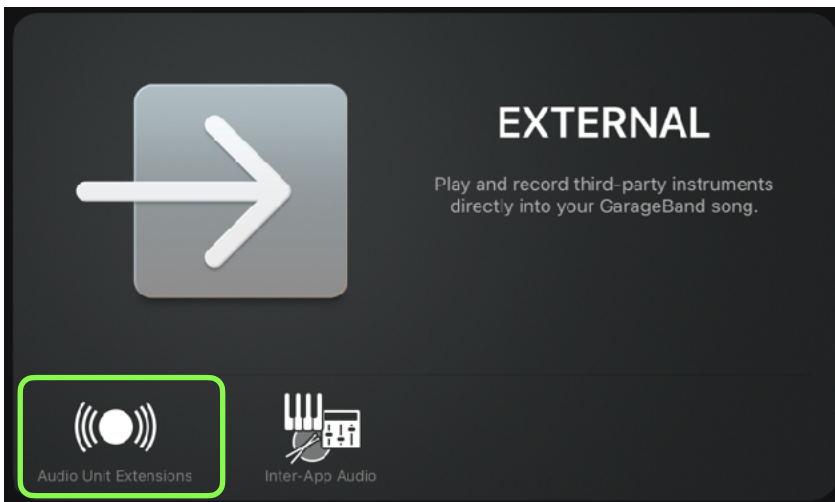 EXTERNAL
Play and record third-party instruments
directly into your GarageBand song.
Audio Unit Extensions
Inter-App Audio